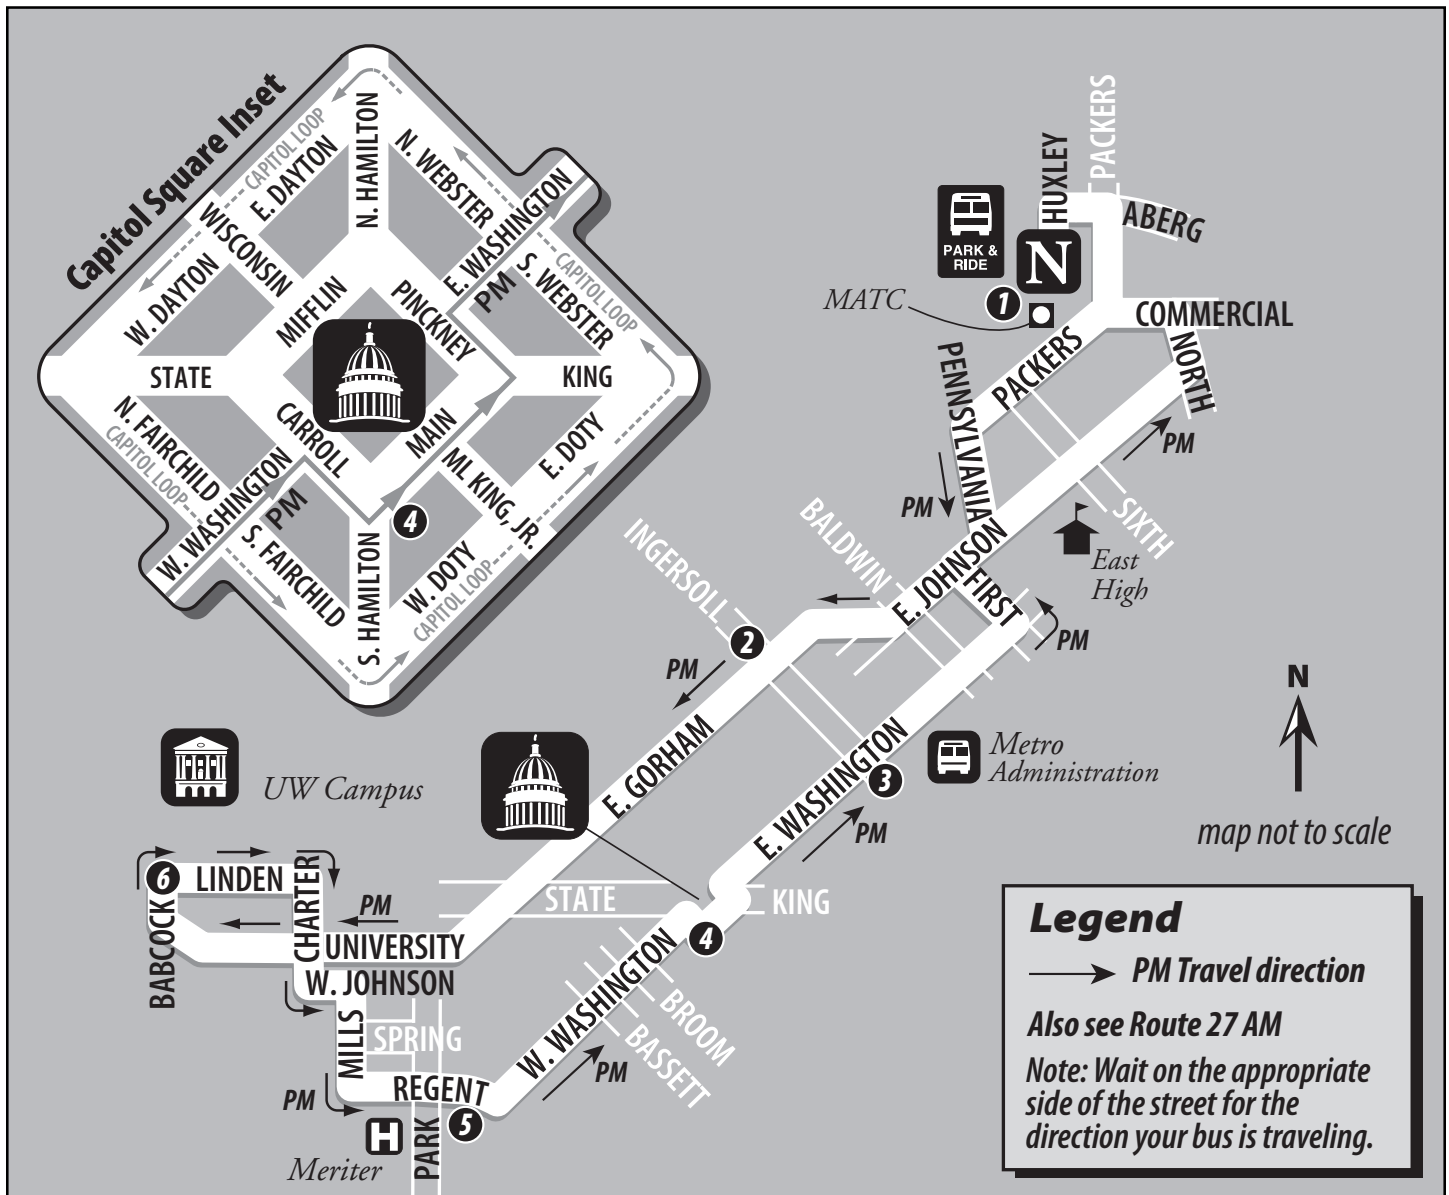 Capitol Square Inset
CAPITOL LOOP
E. DAYTON
N. HAMILTON
N. WEBSTER
E. WASHINGTON
PM
WISCONSIN
W. DAYTON
MIFFLIN
PINCKNEY
S. WEBSTER
CAPITOL LOOP
STATE
KING
CARROLL
MAIN
N. FAIRCHILD
CAPITOL LOOP
W. WASHINGTON
PM
S. FAIRCHILD
4
ML KING, JR.
E. DOTY
W. DOTY
CAPITOL LOOP
S. HAMILTON
PACKERS
HUXLEY
ABERG
PARK &
RIDE
N
1
MATC
COMMERCIAL
NORTH
PACKERS
PENNSYLVANIA
PM
PM
SIXTH
East
High
BALDWIN
INGERSOLL
E. JOHNSON
FIRST
PM
2
PM
E. GORHAM
E. WASHINGTON
3
PM
Metro
Administration
N
map not to scale
UW Campus
6
LINDEN
CHARTER
PM
BABCOCK
UNIVERSITY
W. JOHNSON
STATE
KING
4
W. WASHINGTON
BROOM
BASSETT
PM
MILLS
SPRING
PM
REGENT
5
H
PARK
Meriter
Legend
PM Travel direction
Also see Route 27 AM
Note: Wait on the appropriate
side of the street for the
direction your bus is traveling.